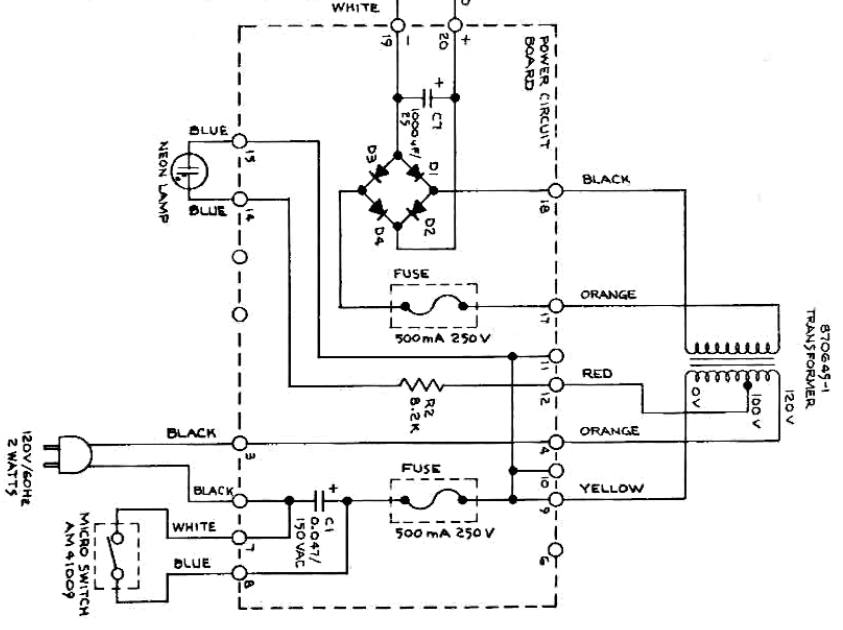 WHITE
19
−
20
+
POWER CIRCUIT
BOARD
+
C7
1000uF/
25
BLUE
15
NEON LAMP
BLUE
14
D3
D1
D4
D2
18
BLACK
FUSE
500mA 250V
17
ORANGE
11
12
RED
R2
8.2K
870645-1
TRANSFORMER
0V
100V
120V
BLACK
3
4
ORANGE
120V/60Hz
2 WATTS
BLACK
+
C1
0.047/
150VAC
FUSE
500mA 250V
10
9
YELLOW
WHITE
7
BLUE
8
6
MICRO SWITCH
AM41009